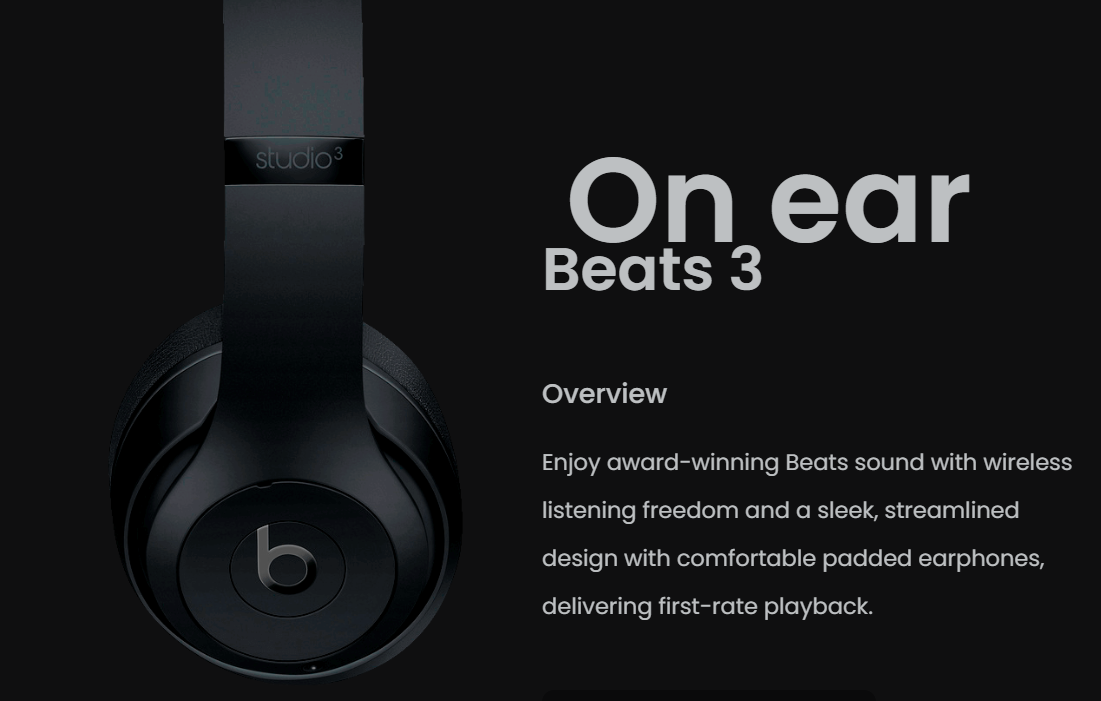 studio³
On ear
Beats 3
Overview
Enjoy award-winning Beats sound with wireless
listening freedom and a sleek, streamlined
design with comfortable padded earphones,
delivering first-rate playback.
b